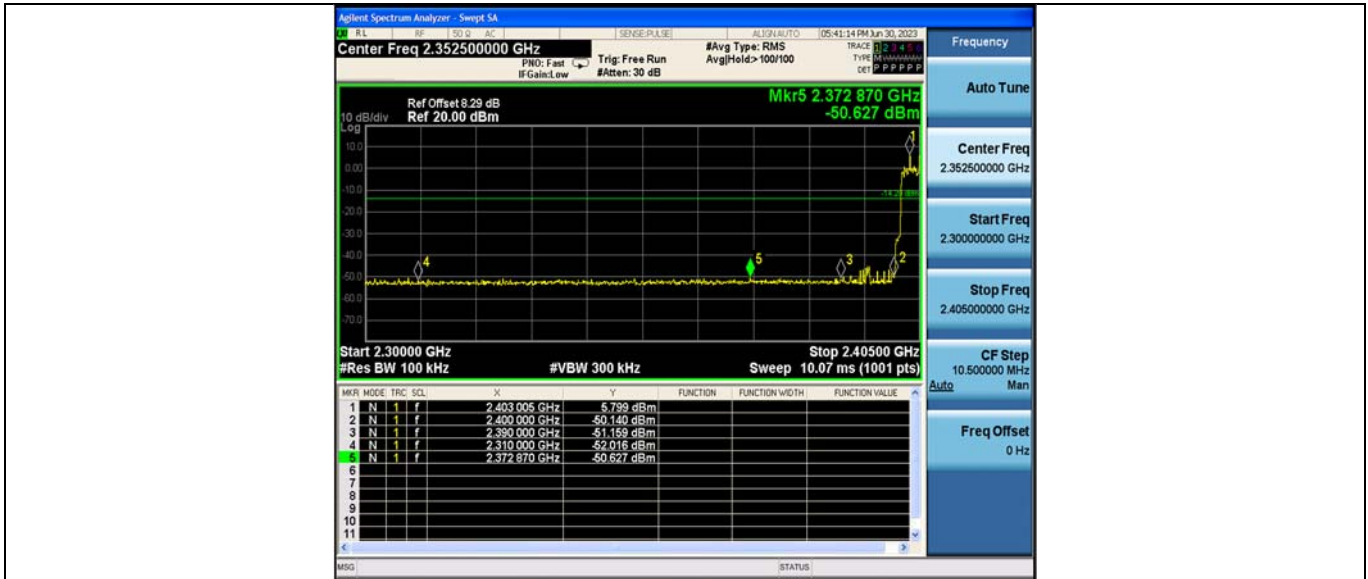 Agilent Spectrum Analyzer - Swept SA
RL RF 50 Ω AC SENSE:PULSE ALIGNAUTO 05:41:14 PM Jun 30, 2023
Center Freq 2.352500000 GHz
PNO: Fast
IFGain:Low
Trig: Free Run
#Atten: 30 dB
#Avg Type: RMS
Avg|Hold:>100/100
TRACE 1 2 3 4 5 6
TYPE
DET P P P P P P
Mkr5 2.372 870 GHz
-50.627 dBm
Ref Offset 8.29 dB
10 dB/div Ref 20.00 dBm
Log
10.0
0.00
-10.0
-20.0
-30.0
-40.0
-50.0
-60.0
-70.0
1
4
5
3
2
Start 2.30000 GHz Stop 2.40500 GHz
#Res BW 100 kHz #VBW 300 kHz Sweep 10.07 ms (1001 pts)
MKR MODE TRC SCL X Y FUNCTION FUNCTION WIDTH FUNCTION VALUE
1 N 1 f 2.403 005 GHz 5.799 dBm
2 N 1 f 2.400 000 GHz -50.140 dBm
3 N 1 f 2.390 000 GHz -51.159 dBm
4 N 1 f 2.310 000 GHz -52.016 dBm
5 N 1 f 2.372 870 GHz -50.627 dBm
6
7
8
9
10
11
MSG STATUS
Frequency
Auto Tune
Center Freq
2.352500000 GHz
Start Freq
2.300000000 GHz
Stop Freq
2.405000000 GHz
CF Step
10.500000 MHz
Auto Man
Freq Offset
0 Hz